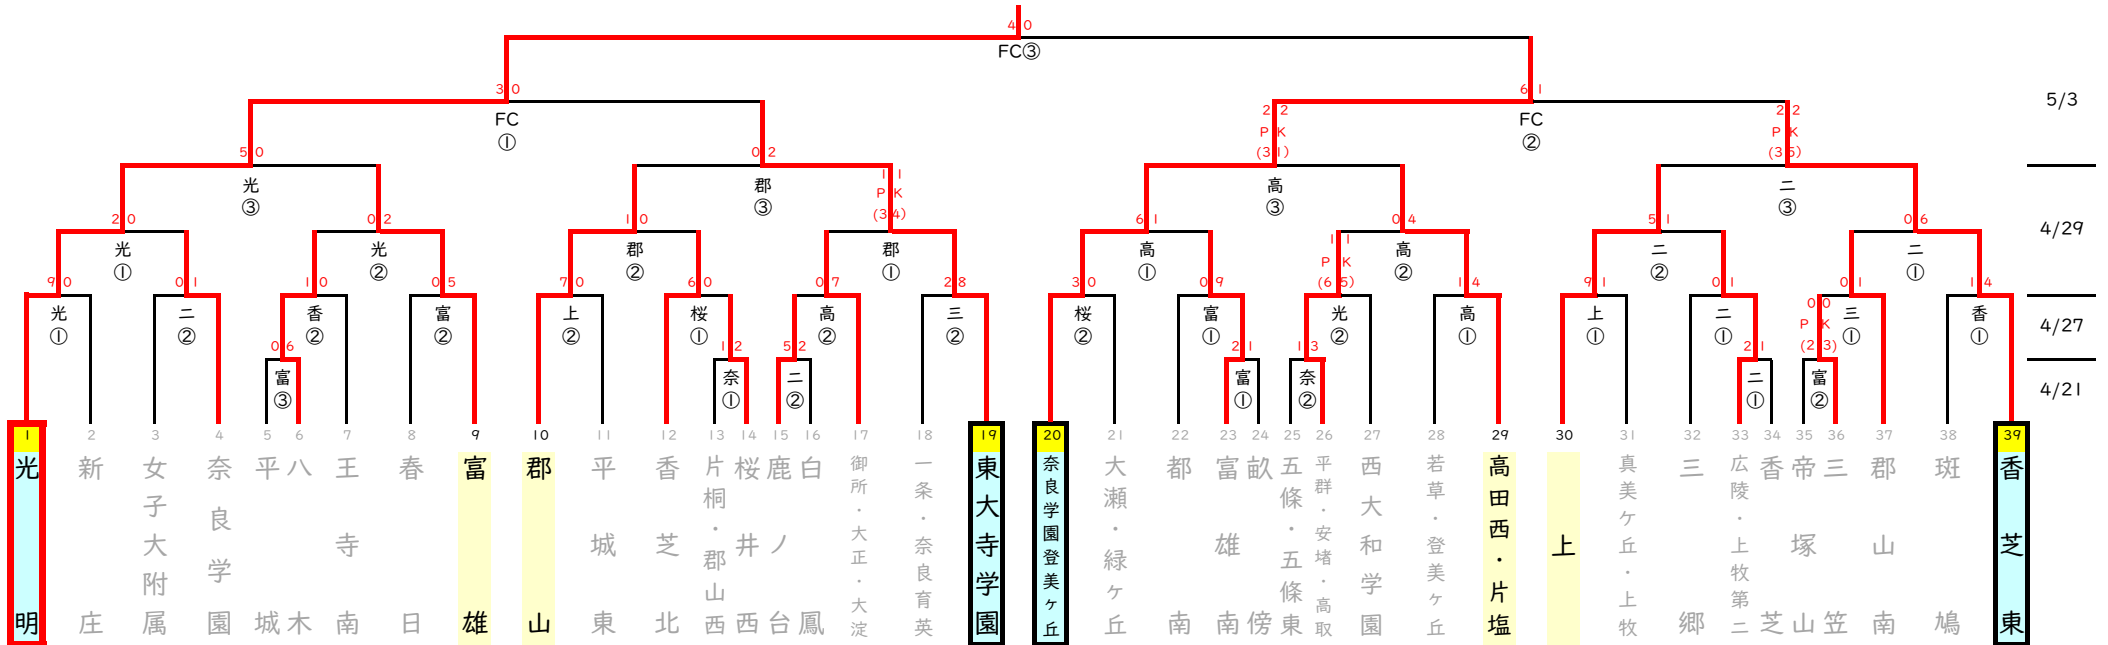 4 0
FC③
3 0
6 1
5/3
FC
①
2 2
P K
(3 1)
FC
②
2 2
P K
(3 5)
5 0
0 2
光
③
郡
③
1 1
P K
(3 4)
高
③
二
③
2 0
0 2
1 0
6 1
0 4
5 1
0 6
4/29
光
①
光
②
郡
②
郡
①
高
①
1 1
P K
(6 5)
高
②
二
②
二
①
9 0
0 1
1 0
0 5
7 0
6 0
0 7
2 8
3 0
0 9
1 4
9 1
0 1
0 1
1 4
光
①
二
②
香
②
富
②
上
②
桜
①
高
②
三
②
桜
②
富
①
光
②
高
①
上
①
二
①
0 0
P K
(2 3)
三
①
香
①
4/27
0 6
1 2
5 2
2 1
1 3
2 1
富
③
奈
①
二
②
富
①
奈
②
二
①
富
②
4/21
1 光明
2 新庄
3 女子大附属
4 奈良学園
5 平城
6 八木
7 王寺南
8 春日
9 富雄
10 郡山
11 平城東
12 香芝北
13 片桐・郡山西
14 桜井西
15 鹿ノ台
16 白鳳
17 御所・大正・大淀
18 一条・奈良育英
19 東大寺学園
20 奈良学園登美ヶ丘
21 大瀬・緑ヶ丘
22 都南
23 富雄南
24 畝傍
25 五條・五條東
26 平群・安堵・高取
27 西大和学園
28 若草・登美ヶ丘
29 高田西・片塩
30 上
31 真美ヶ丘・上牧
32 三郷
33 広陵・上牧第二
34 香芝
35 帝塚山
36 三笠
37 郡山南
38 斑鳩
39 香芝東